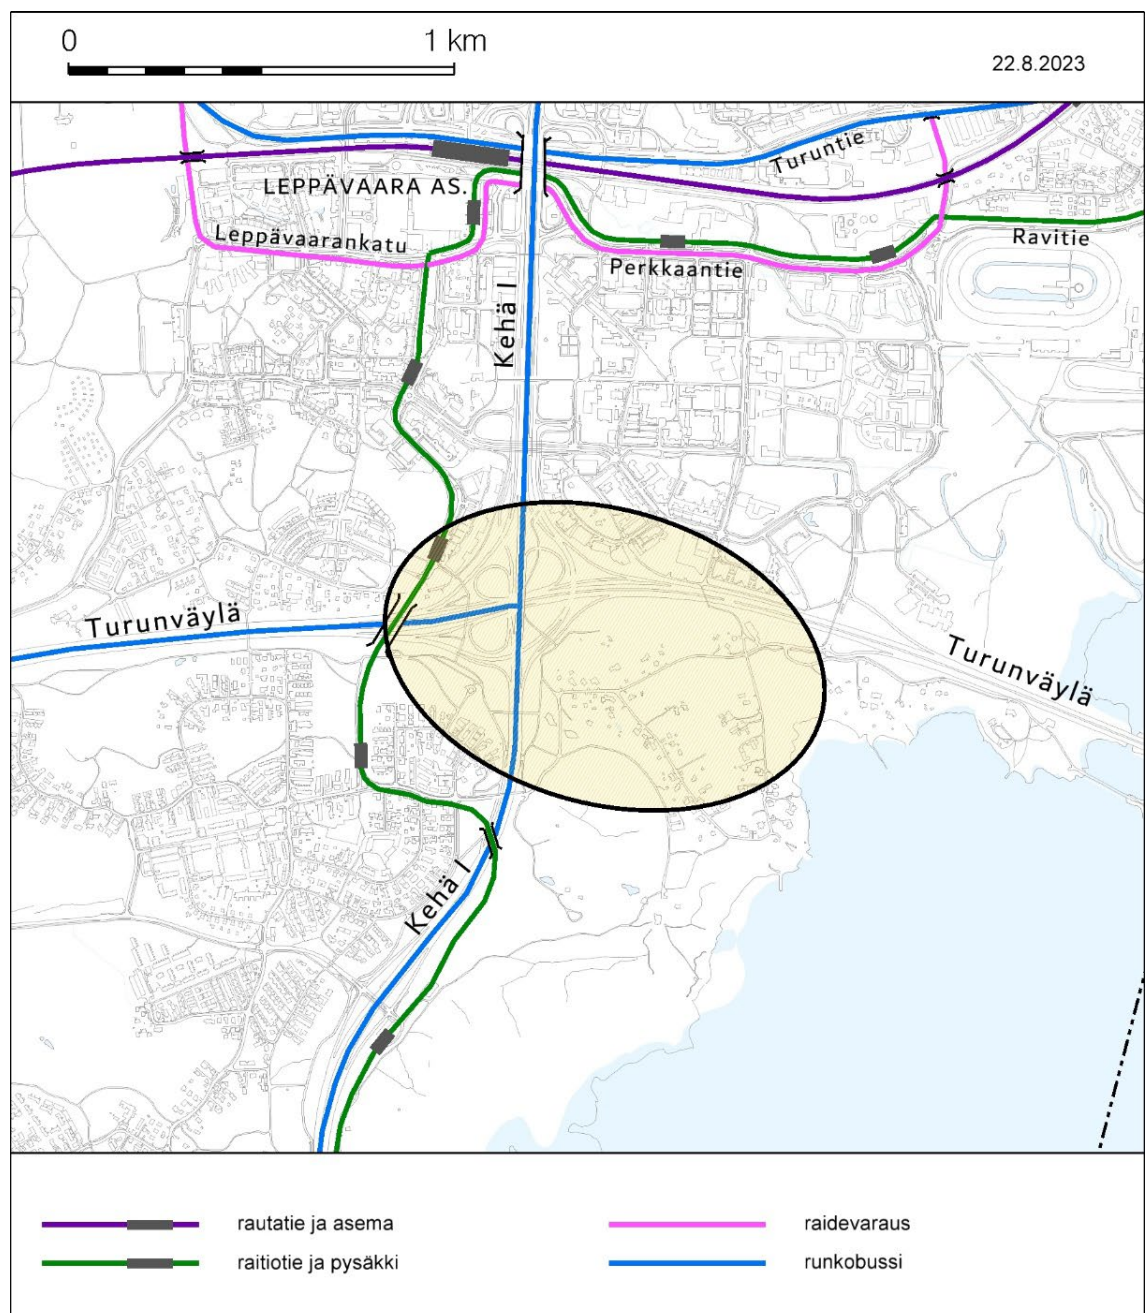 0 1 km
22.8.2023
Turuntie
LEPPÄVAARA AS.
Leppävaarankatu
Ravitie
Perkkaantie
Kehä I
Turunväylä
Turunväylä
Kehä I
rautatie ja asema
raidevaraus
raitiotie ja pysäkki
runkobussi